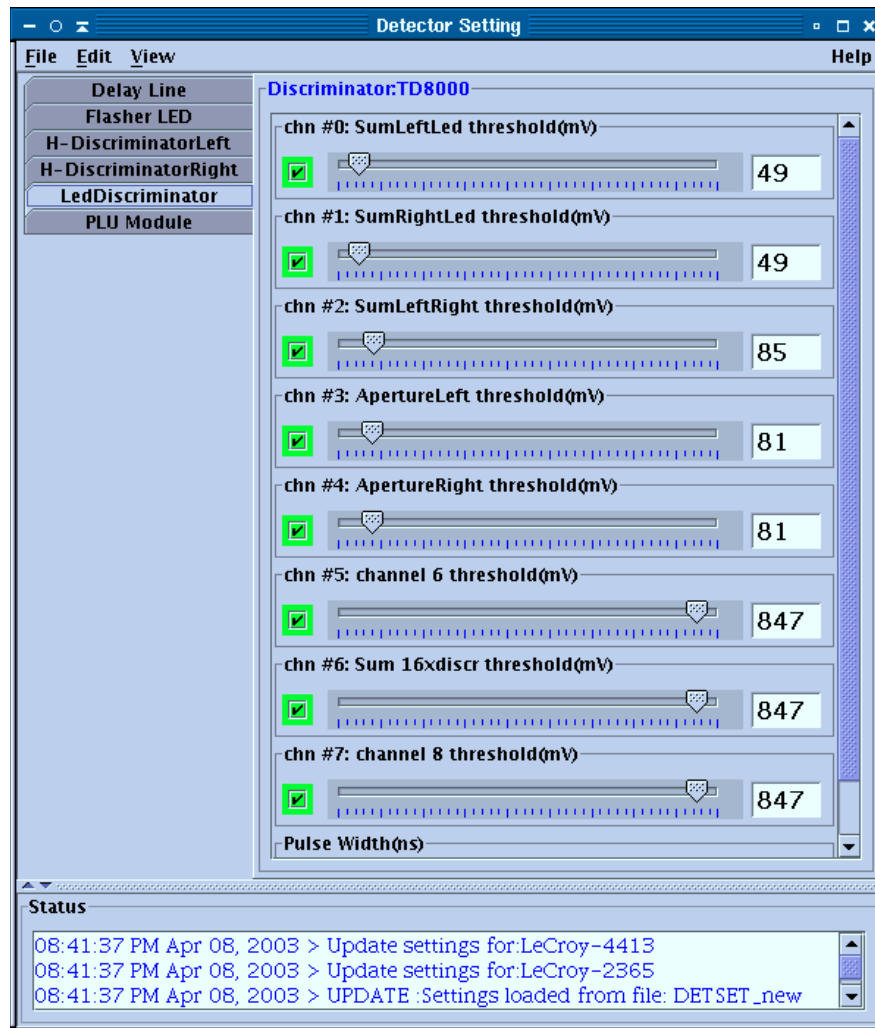 Detector Setting
File Edit View Help
Delay Line
Flasher LED
H-DiscriminatorLeft
H-DiscriminatorRight
LedDiscriminator
PLU Module
Discriminator:TD8000
chn #0: SumLeftLed threshold(mV)
49
chn #1: SumRightLed threshold(mV)
49
chn #2: SumLeftRight threshold(mV)
85
chn #3: ApertureLeft threshold(mV)
81
chn #4: ApertureRight threshold(mV)
81
chn #5: channel 6 threshold(mV)
847
chn #6: Sum 16xdiscr threshold(mV)
847
chn #7: channel 8 threshold(mV)
847
Pulse Width(ns)
Status
08:41:37 PM Apr 08, 2003 > Update settings for:LeCroy-4413
08:41:37 PM Apr 08, 2003 > Update settings for:LeCroy-2365
08:41:37 PM Apr 08, 2003 > UPDATE :Settings loaded from file: DETSET_new